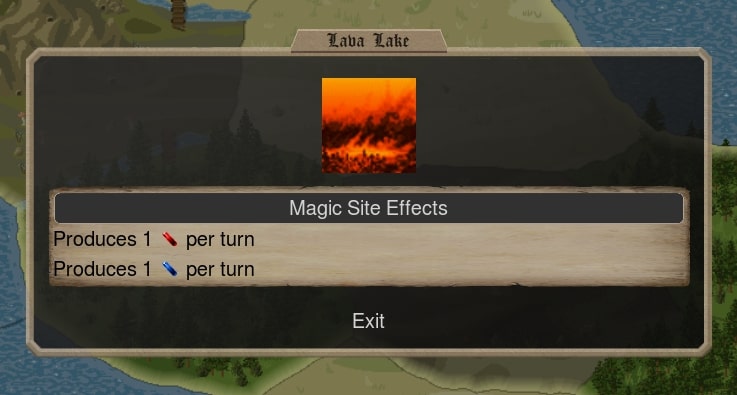 Lava Lake
Magic Site Effects
Produces 1 per turn
Produces 1 per turn
Exit